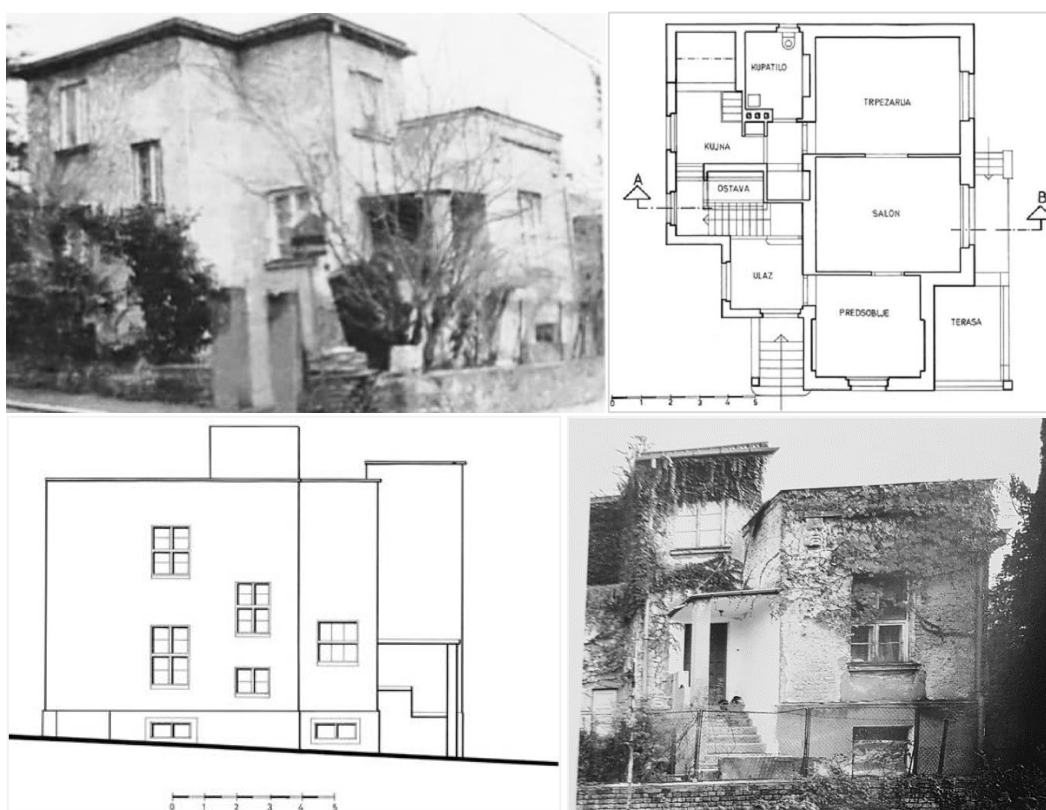 KUPATILO
TRPEZARIJA
KUJNA
A
OSTAVA
B
SALON
ULAZ
PREDSOBLJE
TERASA
0 1 2 3 4 5
0 1 2 3 4 5